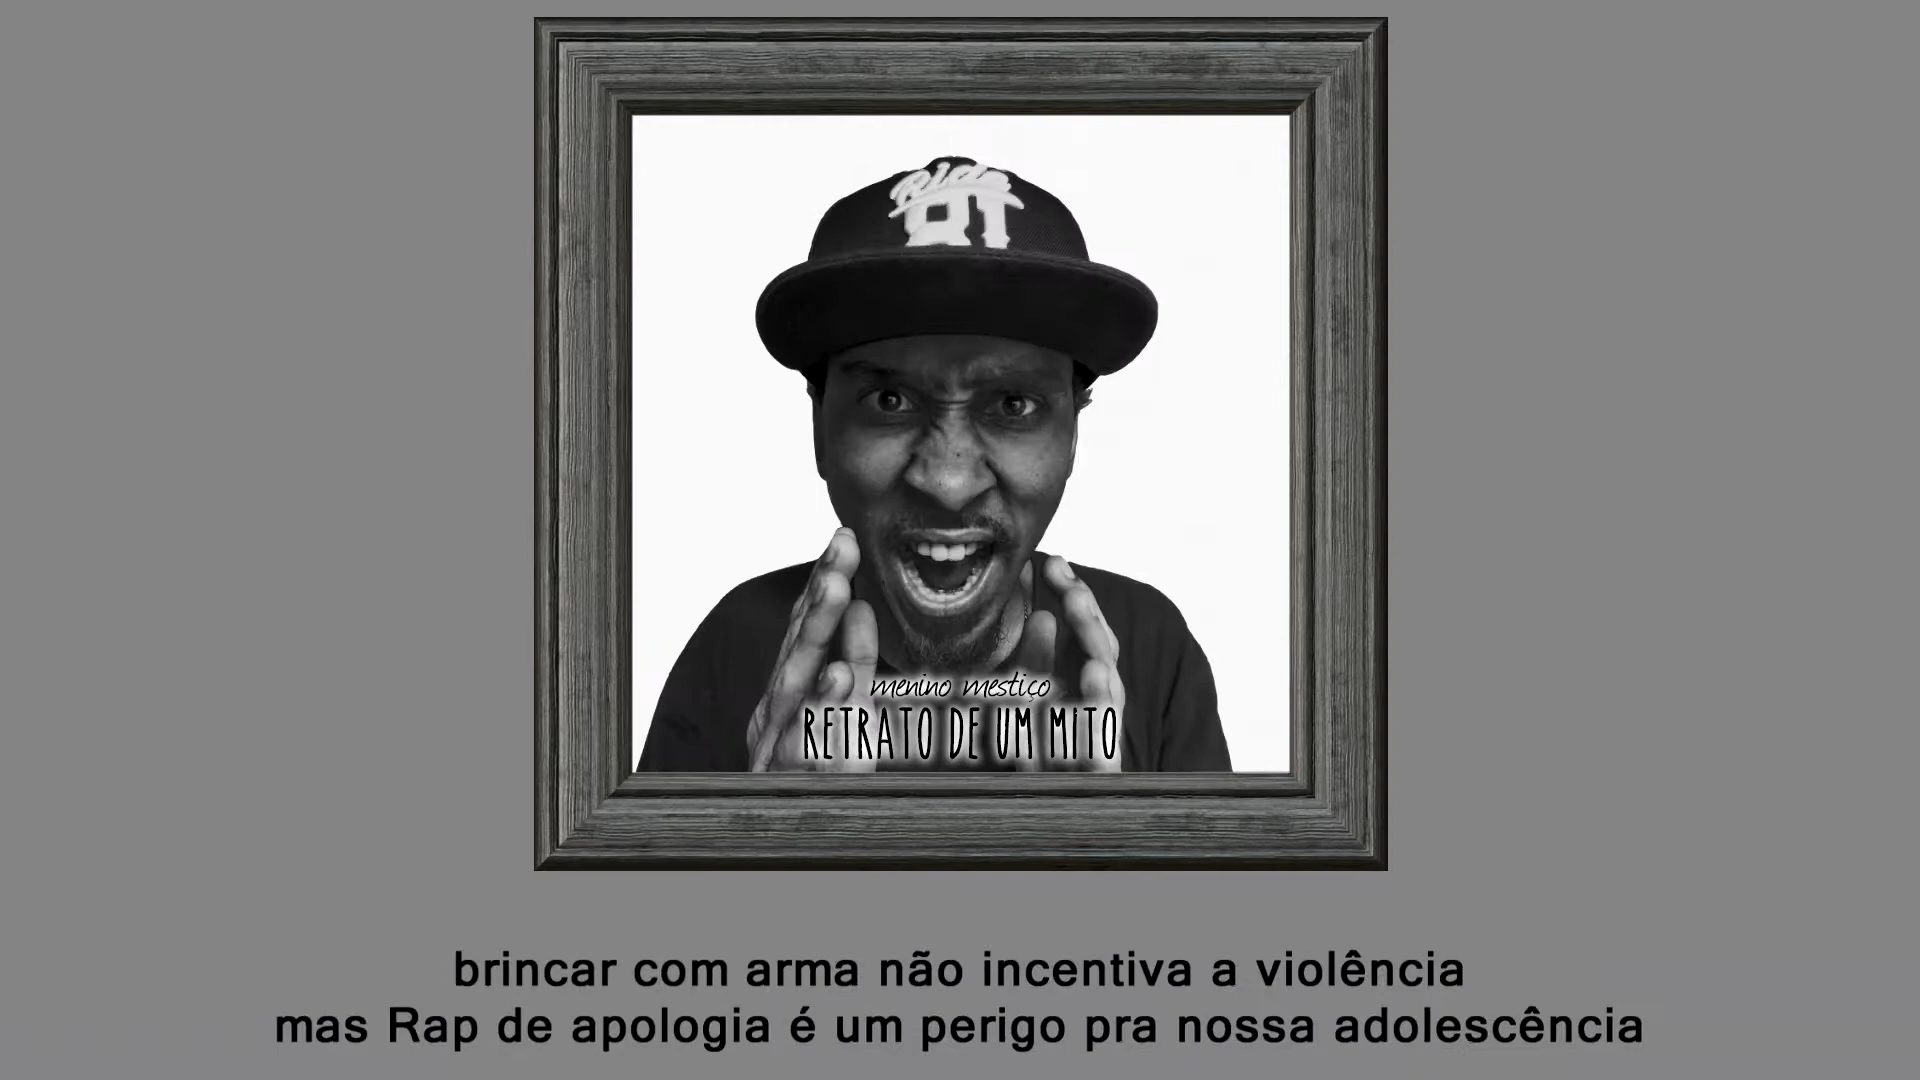 Ride
menino mestiço
RETRATO DE UM MITO
brincar com arma não incentiva a violência
mas Rap de apologia é um perigo pra nossa adolescência